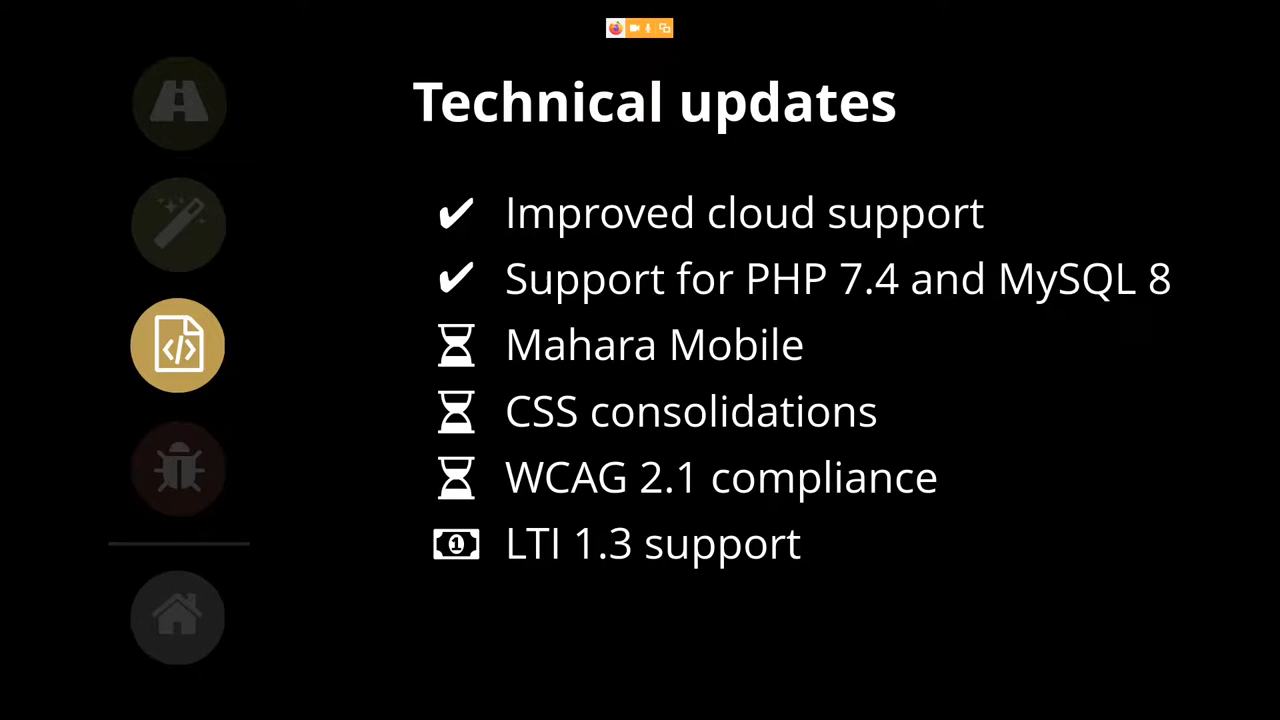 Technical updates
✔ Improved cloud support
✔ Support for PHP 7.4 and MySQL 8
Mahara Mobile
CSS consolidations
WCAG 2.1 compliance
LTI 1.3 support